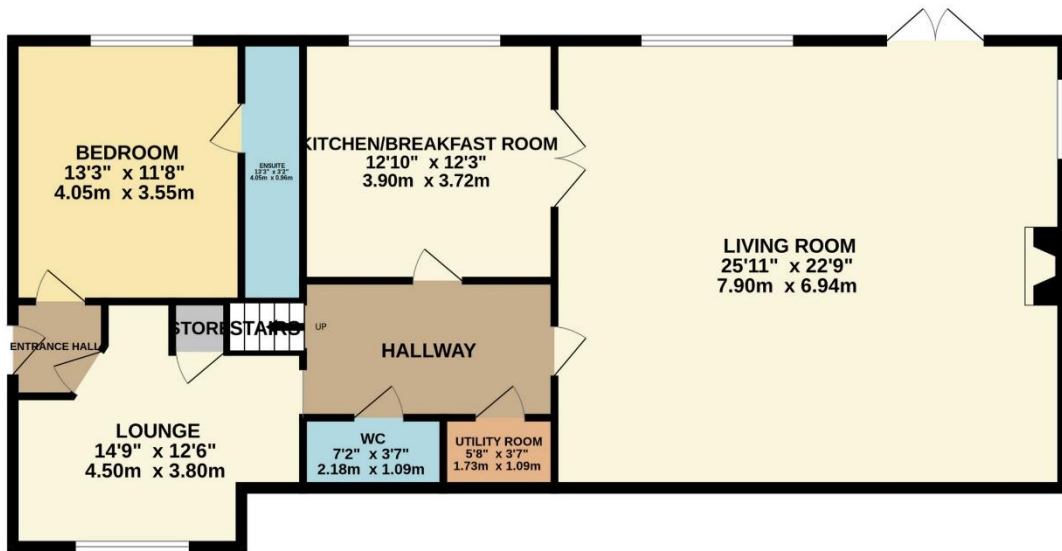 BEDROOM
13'3" x 11'8"
4.05m x 3.55m
ENSUITE
13'3" x 3'2"
4.05m x 0.96m
KITCHEN/BREAKFAST ROOM
12'10" x 12'3"
3.90m x 3.72m
LIVING ROOM
25'11" x 22'9"
7.90m x 6.94m
ENTRANCE HALL
STORE
STAIRS
UP
HALLWAY
LOUNGE
14'9" x 12'6"
4.50m x 3.80m
WC
7'2" x 3'7"
2.18m x 1.09m
UTILITY ROOM
5'8" x 3'7"
1.73m x 1.09m